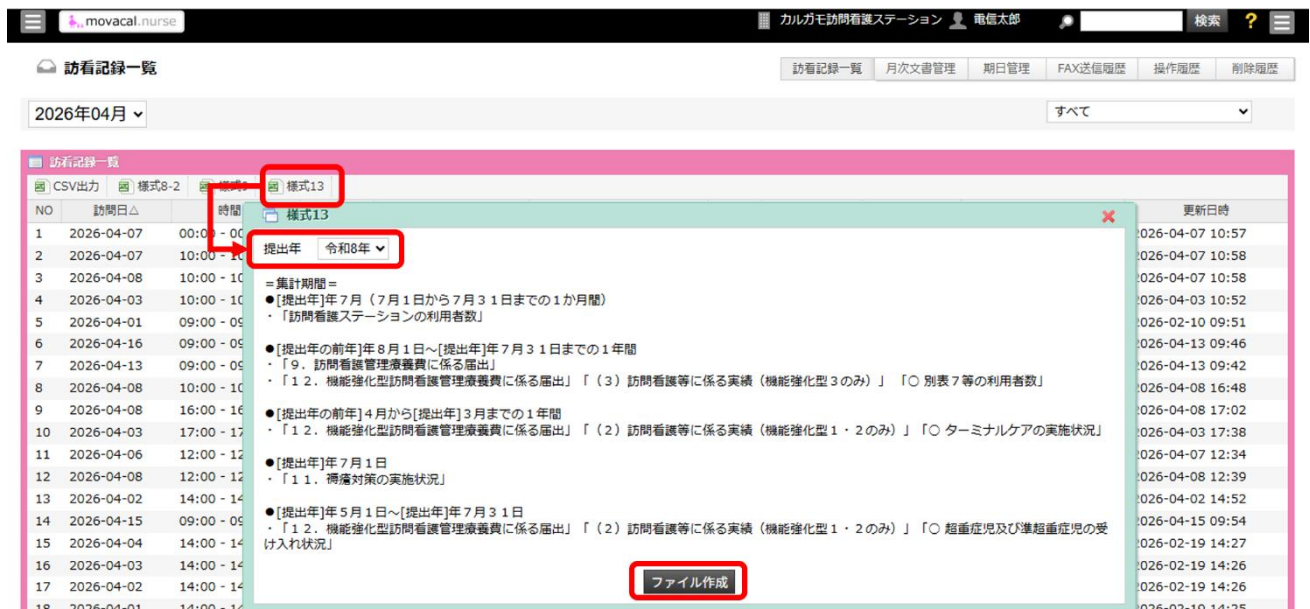 movacal.nurse カルガモ訪問看護ステーション 電信太郎 検索 ?
訪看記録一覧 訪看記録一覧 月次文書管理 期日管理 FAX送信履歴 操作履歴 削除履歴
2026年04月 すべて
訪看記録一覧
CSV出力 様式8-2 様式13
NO 訪問日△ 時間 更新日時
様式13
提出年 令和8年
=集計期間=
●[提出年]年7月(7月1日から7月31日までの1か月間)
・「訪問看護ステーションの利用者数」
●[提出年の前年]年8月1日~[提出年]年7月31日までの1年間
・「9.訪問看護管理療養費に係る届出」
・「12.機能強化型訪問看護管理療養費に係る届出」「(3)訪問看護等に係る実績(機能強化型3のみ)」「○ 別表7等の利用者数」
●[提出年の前年]4月から[提出年]3月までの1年間
・「12.機能強化型訪問看護管理療養費に係る届出」「(2)訪問看護等に係る実績(機能強化型1・2のみ)」「○ ターミナルケアの実施状況」
●[提出年]年7月1日
・「11.褥瘡対策の実施状況」
●[提出年]年5月1日~[提出年]年7月31日
・「12.機能強化型訪問看護管理療養費に係る届出」「(2)訪問看護等に係る実績(機能強化型1・2のみ)」「○ 超重症児及び準超重症児の受
け入れ状況」
ファイル作成
1 2026-04-07 00:00 - 00 2026-04-07 10:57
2 2026-04-07 10:00 - 10 2026-04-07 10:58
3 2026-04-08 10:00 - 10 2026-04-07 10:58
4 2026-04-03 10:00 - 10 2026-04-03 10:52
5 2026-04-01 09:00 - 09 2026-02-10 09:51
6 2026-04-16 09:00 - 09 2026-04-13 09:46
7 2026-04-13 09:00 - 09 2026-04-13 09:42
8 2026-04-08 10:00 - 10 2026-04-08 16:48
9 2026-04-08 16:00 - 16 2026-04-08 17:02
10 2026-04-03 17:00 - 17 2026-04-03 17:38
11 2026-04-06 12:00 - 12 2026-04-07 12:34
12 2026-04-08 12:00 - 12 2026-04-08 12:39
13 2026-04-02 14:00 - 14 2026-04-02 14:52
14 2026-04-15 09:00 - 09 2026-04-15 09:54
15 2026-04-04 14:00 - 14 2026-02-19 14:27
16 2026-04-03 14:00 - 14 2026-02-19 14:26
17 2026-04-02 14:00 - 14 2026-02-19 14:26
18 2026-04-01 14:00 - 14 2026-02-19 14:25